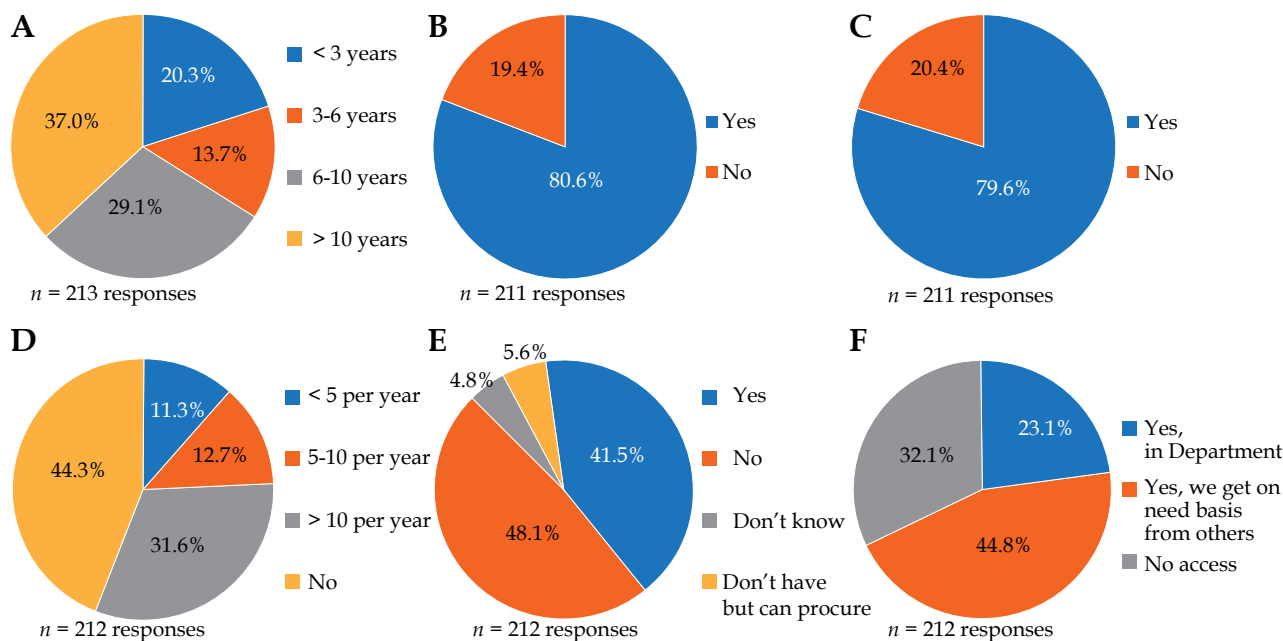 A
20.3%
13.7%
29.1%
37.0%
< 3 years
3-6 years
6-10 years
> 10 years
n = 213 responses
B
19.4%
80.6%
Yes
No
n = 211 responses
C
20.4%
79.6%
Yes
No
n = 211 responses
D
11.3%
12.7%
31.6%
44.3%
< 5 per year
5-10 per year
> 10 per year
No
n = 212 responses
E
5.6%
4.8%
41.5%
48.1%
Yes
No
Don't know
Don't have
but can procure
n = 212 responses
F
23.1%
32.1%
44.8%
Yes,
in Department
Yes, we get on
need basis
from others
No access
n = 212 responses